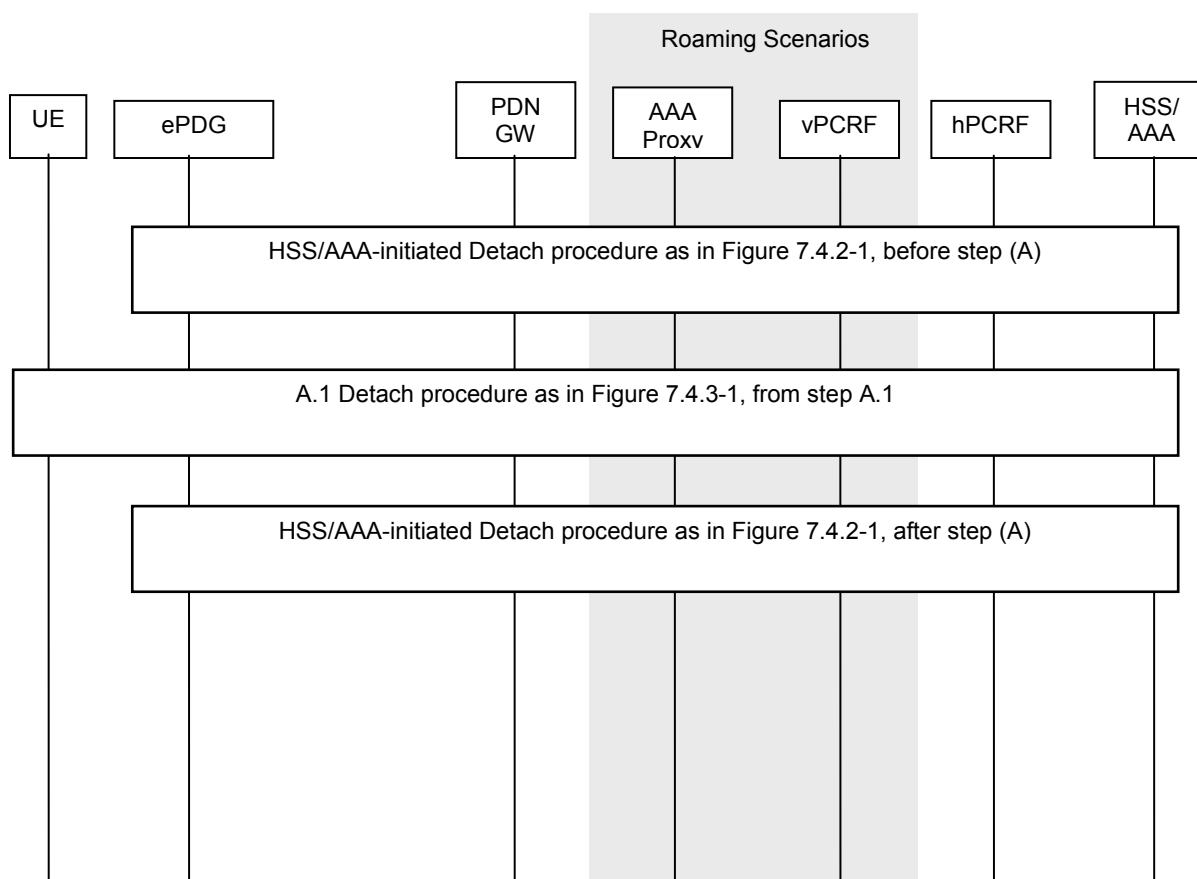 Roaming Scenarios
UE
ePDG
PDN
GW
AAA
Proxv
vPCRF
hPCRF
HSS/
AAA
HSS/AAA-initiated Detach procedure as in Figure 7.4.2-1, before step (A)
A.1 Detach procedure as in Figure 7.4.3-1, from step A.1
HSS/AAA-initiated Detach procedure as in Figure 7.4.2-1, after step (A)